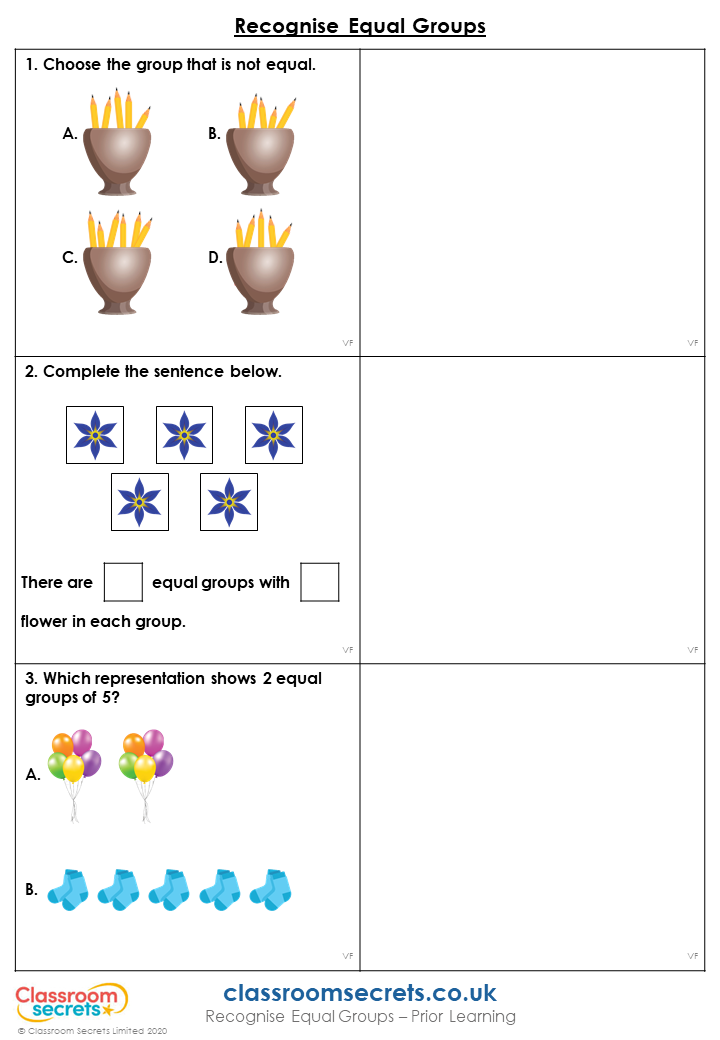 Recognise Equal Groups
1. Choose the group that is not equal.
A.
B.
C.
D.
VF
VF
2. Complete the sentence below.
There are equal groups with
flower in each group.
VF
VF
3. Which representation shows 2 equal
groups of 5?
A.
B.
VF
VF
Classroom
secrets
© Classroom Secrets Limited 2020
classroomsecrets.co.uk
Recognise Equal Groups – Prior Learning